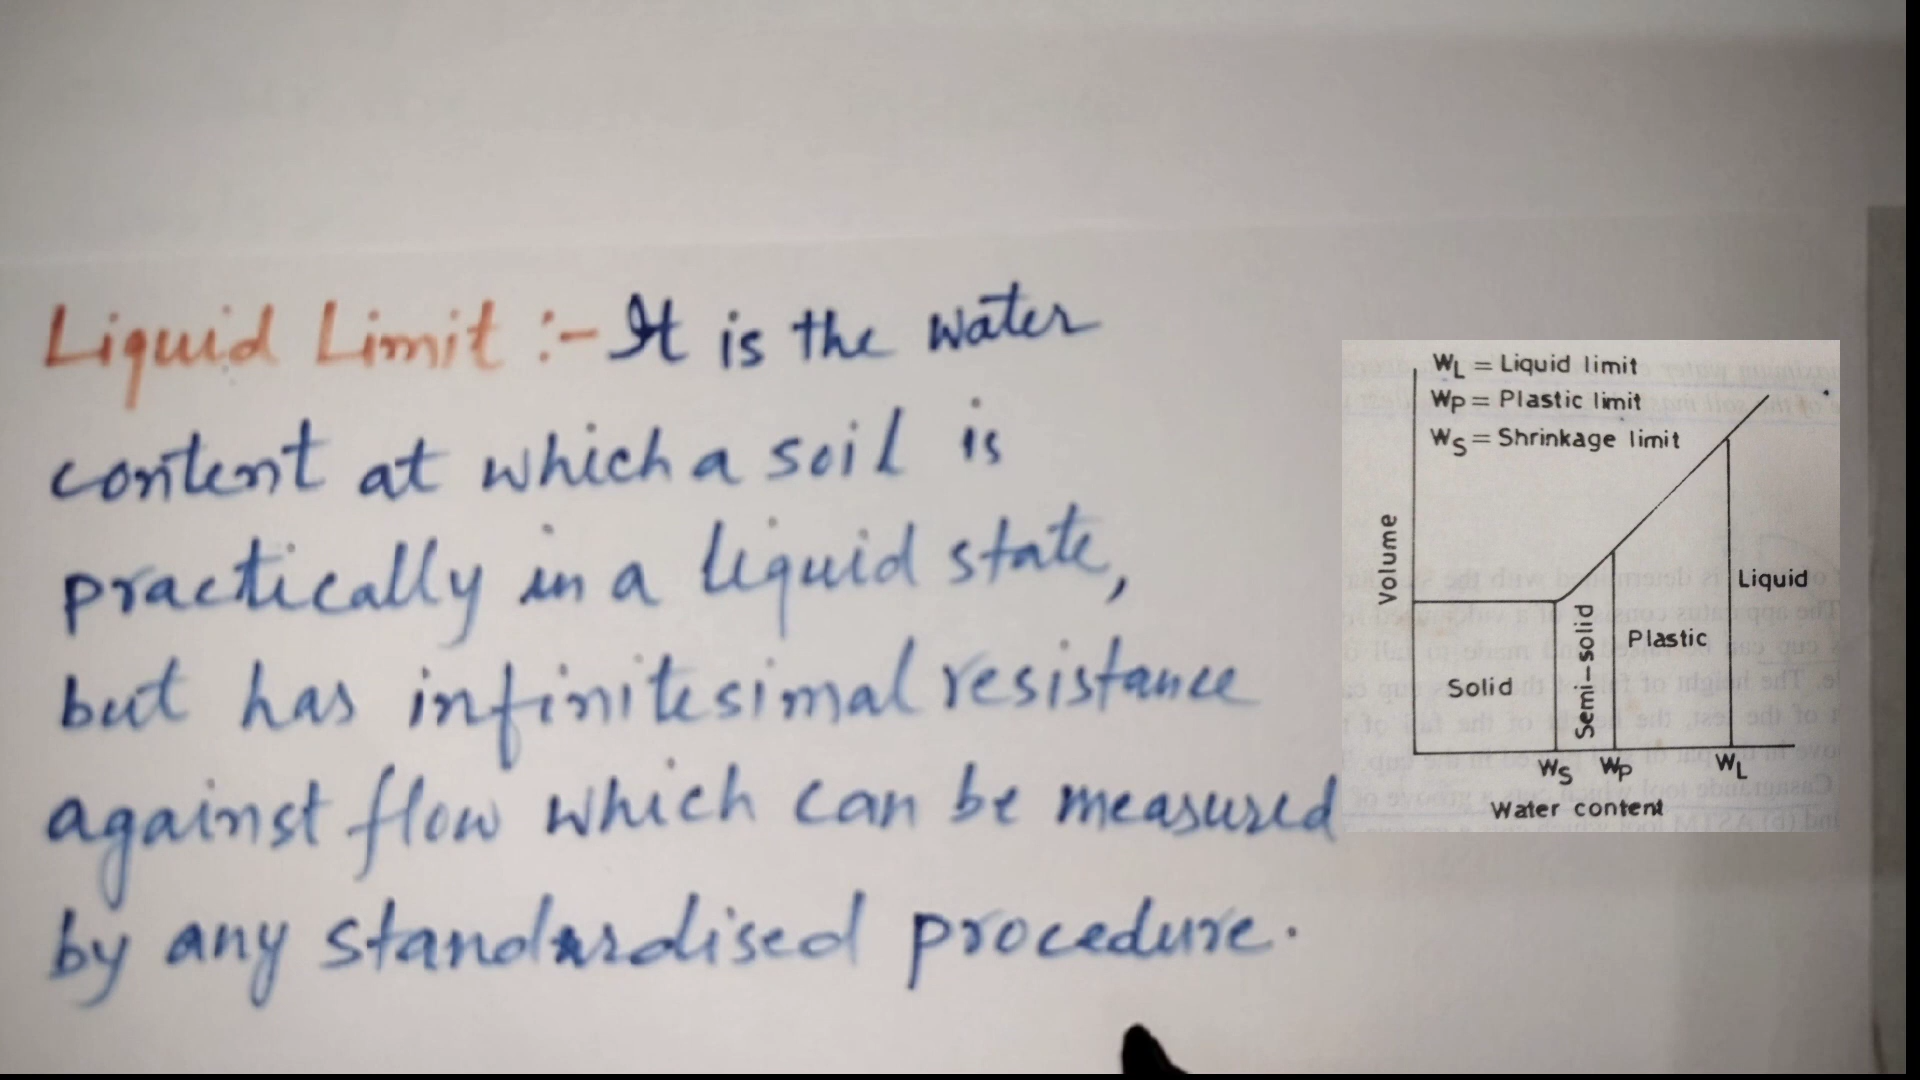 Liquid Limit :- It is the water
content at which a soil is
practically in a liquid state,
but has infinitesimal resistance
against flow which can be measured
by any standardised procedure.
WL = Liquid limit
WP = Plastic limit
WS = Shrinkage limit
Volume
Solid
Semi-solid
Plastic
Liquid
WS WP WL
Water content